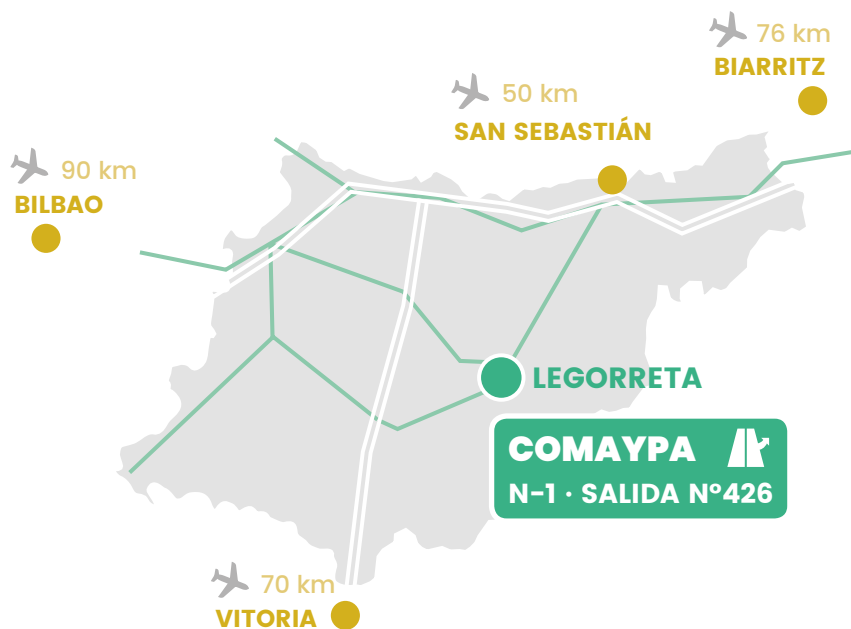 76 km
BIARRITZ
50 km
SAN SEBASTIÁN
90 km
BILBAO
LEGORRETA
COMAYPA
N-1 · SALIDA Nº426
70 km
VITORIA